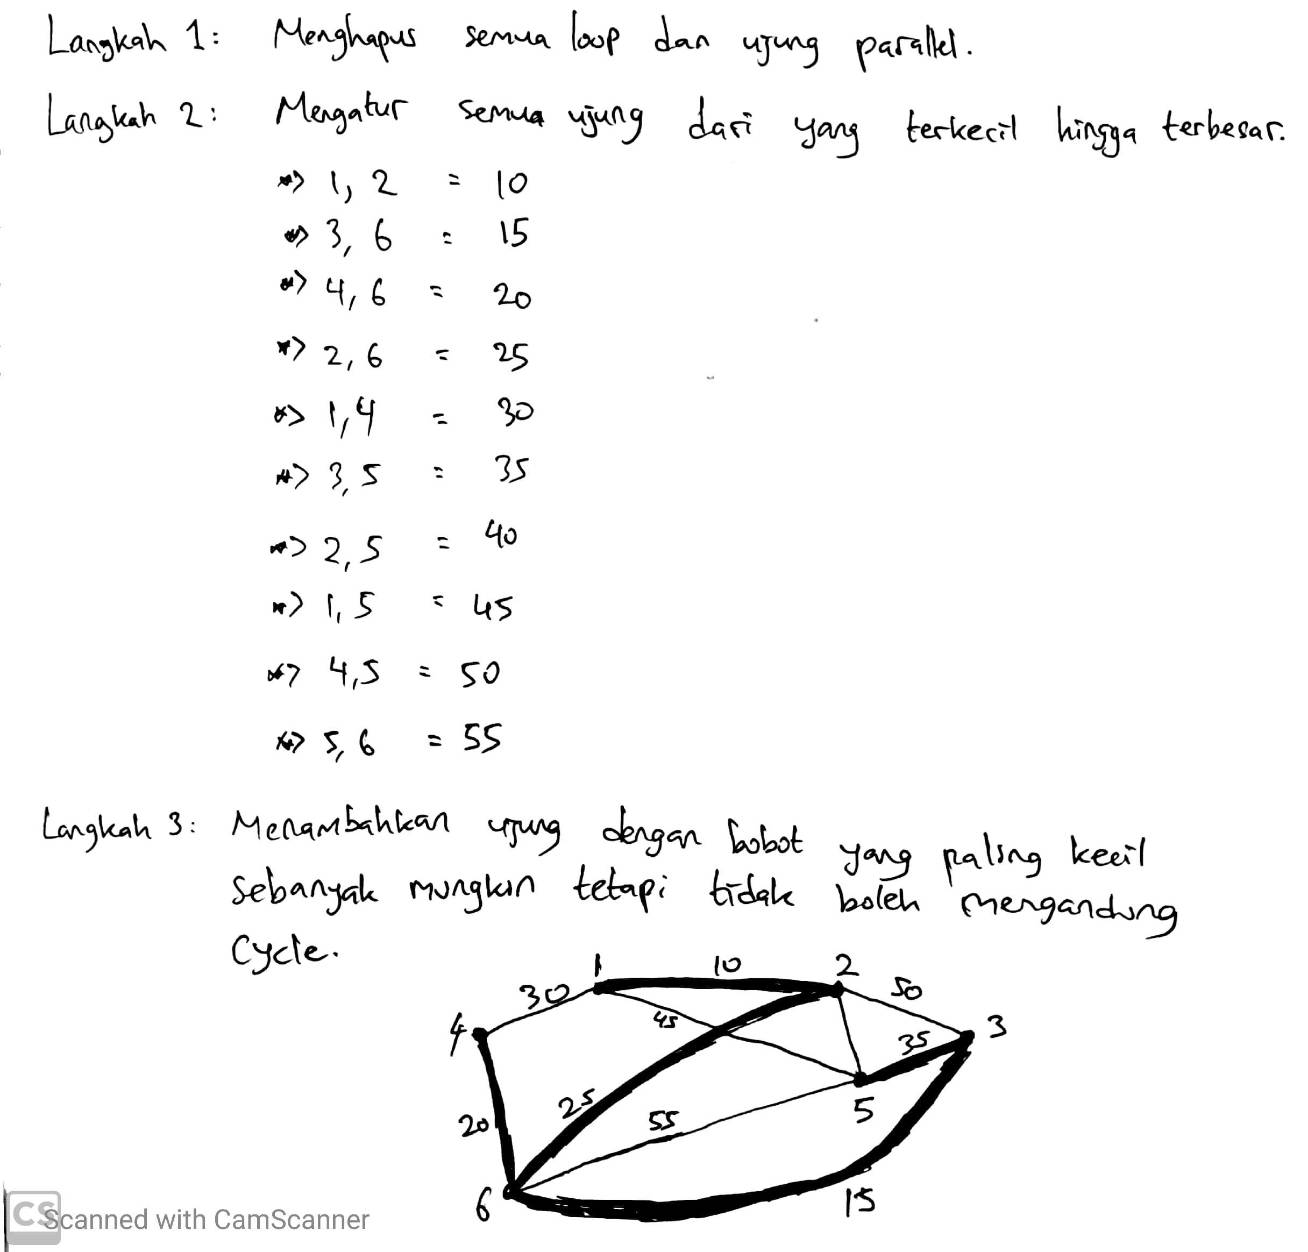 Langkah 1: Menghapus semua loop dan ujung parallel.
Langkah 2: Mengatur semua ujung dari yang terkecil hingga terbesar.
=> 1, 2 = 10
=> 3, 6 = 15
=> 4, 6 = 20
=> 2, 6 = 25
=> 1, 4 = 30
=> 3, 5 = 35
=> 2, 5 = 40
=> 1, 5 = 45
=> 4, 5 = 50
=> 5, 6 = 55
Langkah 3: Menambahkan ujung dengan bobot yang paling kecil
sebanyak mungkin tetapi tidak boleh mengandung
Cycle.
1 10 2
30 50
4 45 35 3
25 5
20 55
6 15
CS Scanned with CamScanner